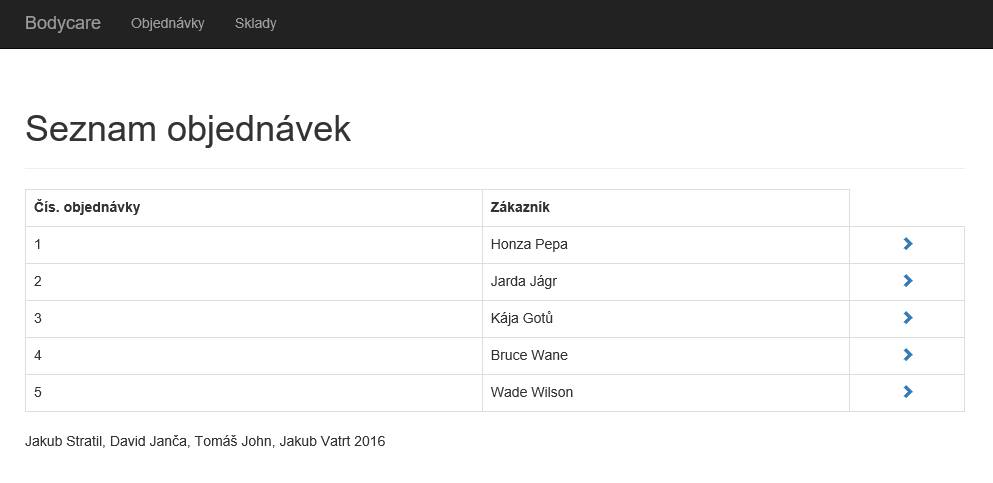 Bodycare Objednávky Sklady
Seznam objednávek
Čís. objednávky Zákazník
1 Honza Pepa
2 Jarda Jágr
3 Kája Gotů
4 Bruce Wane
5 Wade Wilson
Jakub Stratil, David Janča, Tomáš John, Jakub Vatrt 2016